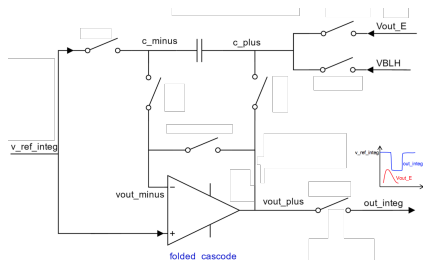 Vout_E
c_minus
c_plus
VBLH
v_ref_integ
v_ref_integ
out_integ
Vout_E
vout_minus
vout_plus
out_integ
−
+
folded cascode